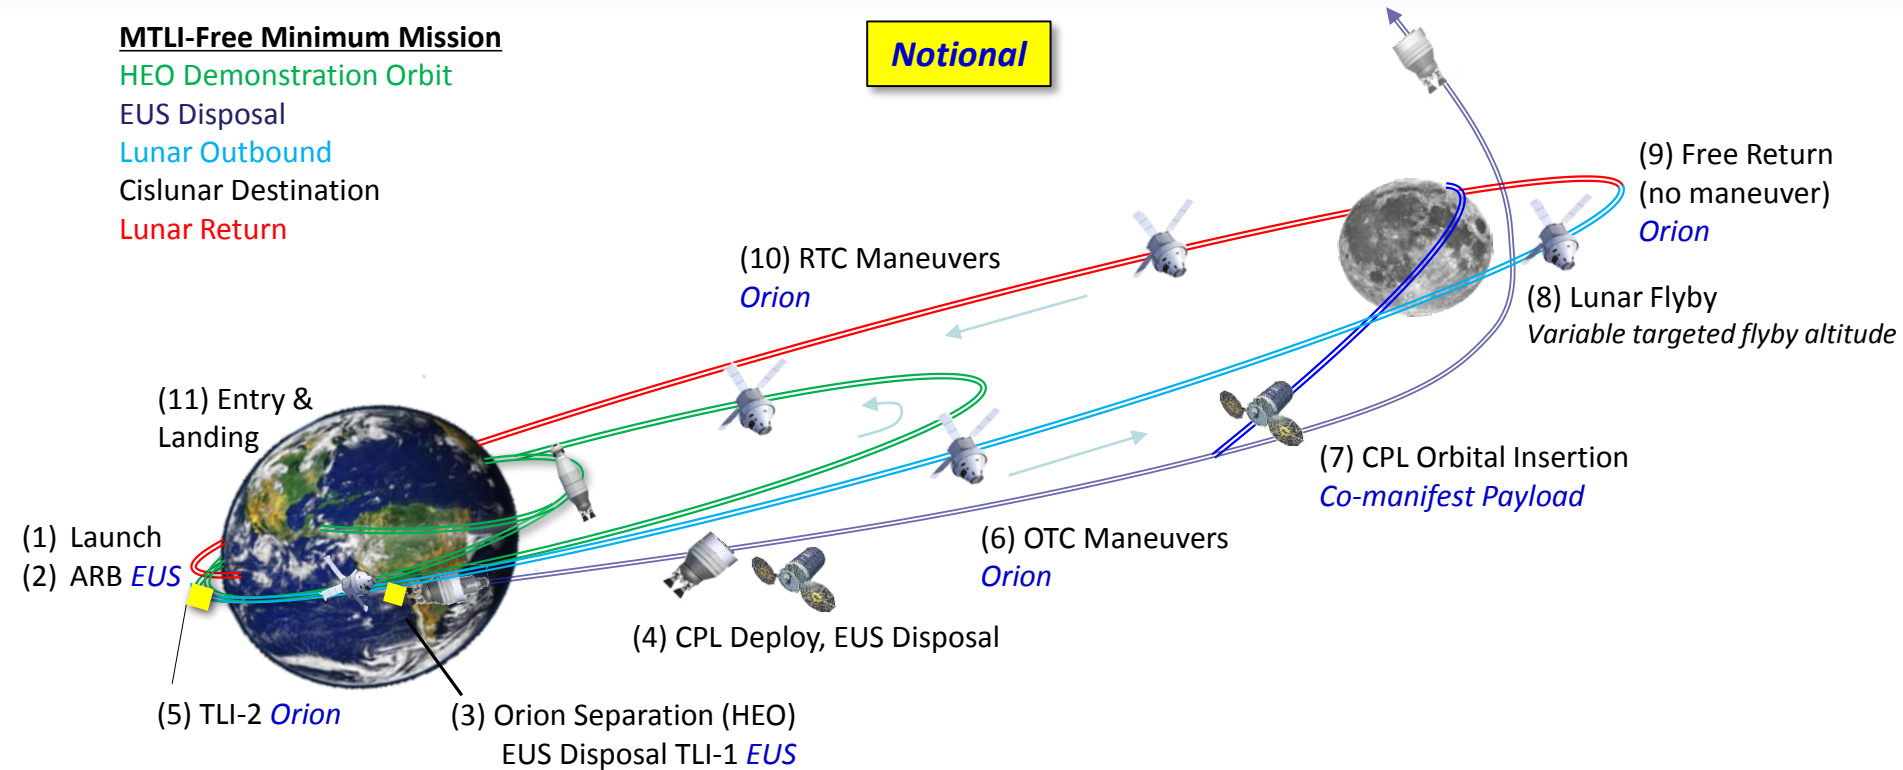 MTLI-Free Minimum Mission
HEO Demonstration Orbit
EUS Disposal
Lunar Outbound
Cislunar Destination
Lunar Return
Notional
(9) Free Return
(no maneuver)
Orion
(10) RTC Maneuvers
Orion
(8) Lunar Flyby
Variable targeted flyby altitude
(11) Entry &
Landing
(7) CPL Orbital Insertion
Co-manifest Payload
(1) Launch
(2) ARB EUS
(6) OTC Maneuvers
Orion
(4) CPL Deploy, EUS Disposal
(5) TLI-2 Orion
(3) Orion Separation (HEO)
EUS Disposal TLI-1 EUS